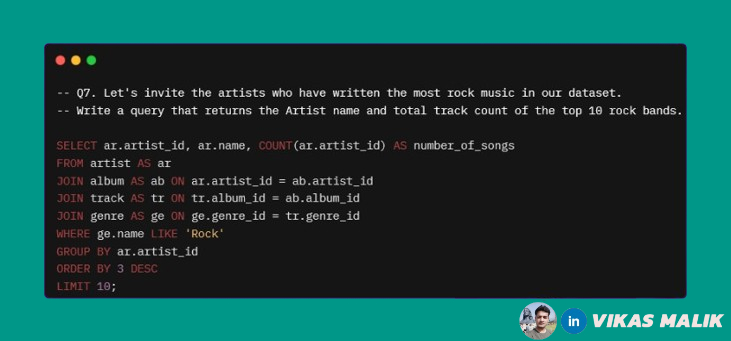 -- Q7. Let's invite the artists who have written the most rock music in our dataset.
-- Write a query that returns the Artist name and total track count of the top 10 rock bands.
SELECT ar.artist_id, ar.name, COUNT(ar.artist_id) AS number_of_songs
FROM artist AS ar
JOIN album AS ab ON ar.artist_id = ab.artist_id
JOIN track AS tr ON tr.album_id = ab.album_id
JOIN genre AS ge ON ge.genre_id = tr.genre_id
WHERE ge.name LIKE 'Rock'
GROUP BY ar.artist_id
ORDER BY 3 DESC
LIMIT 10;
in VIKAS MALIK